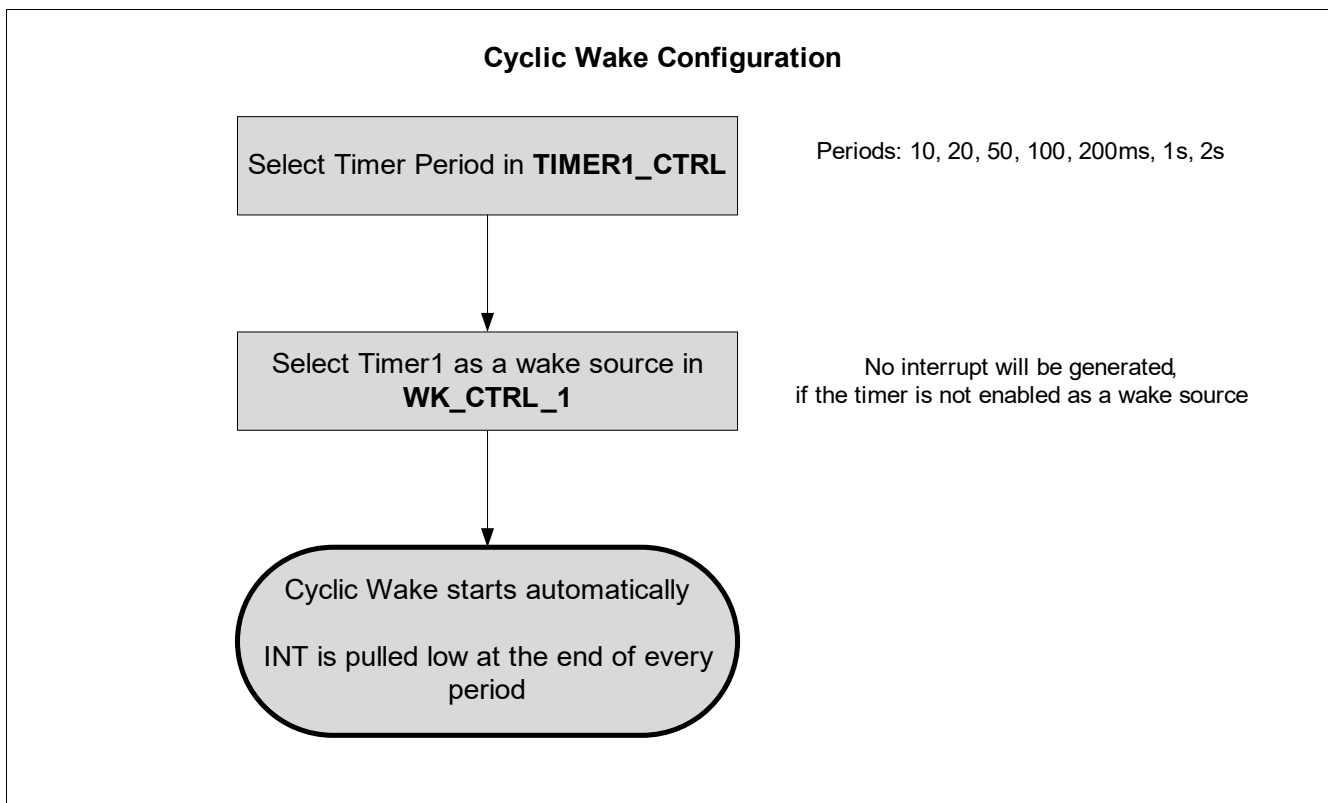 Cyclic Wake Configuration
Select Timer Period in TIMER1_CTRL
Periods: 10, 20, 50, 100, 200ms, 1s, 2s
Select Timer1 as a wake source in
WK_CTRL_1
No interrupt will be generated,
if the timer is not enabled as a wake source
Cyclic Wake starts automatically
INT is pulled low at the end of every
period